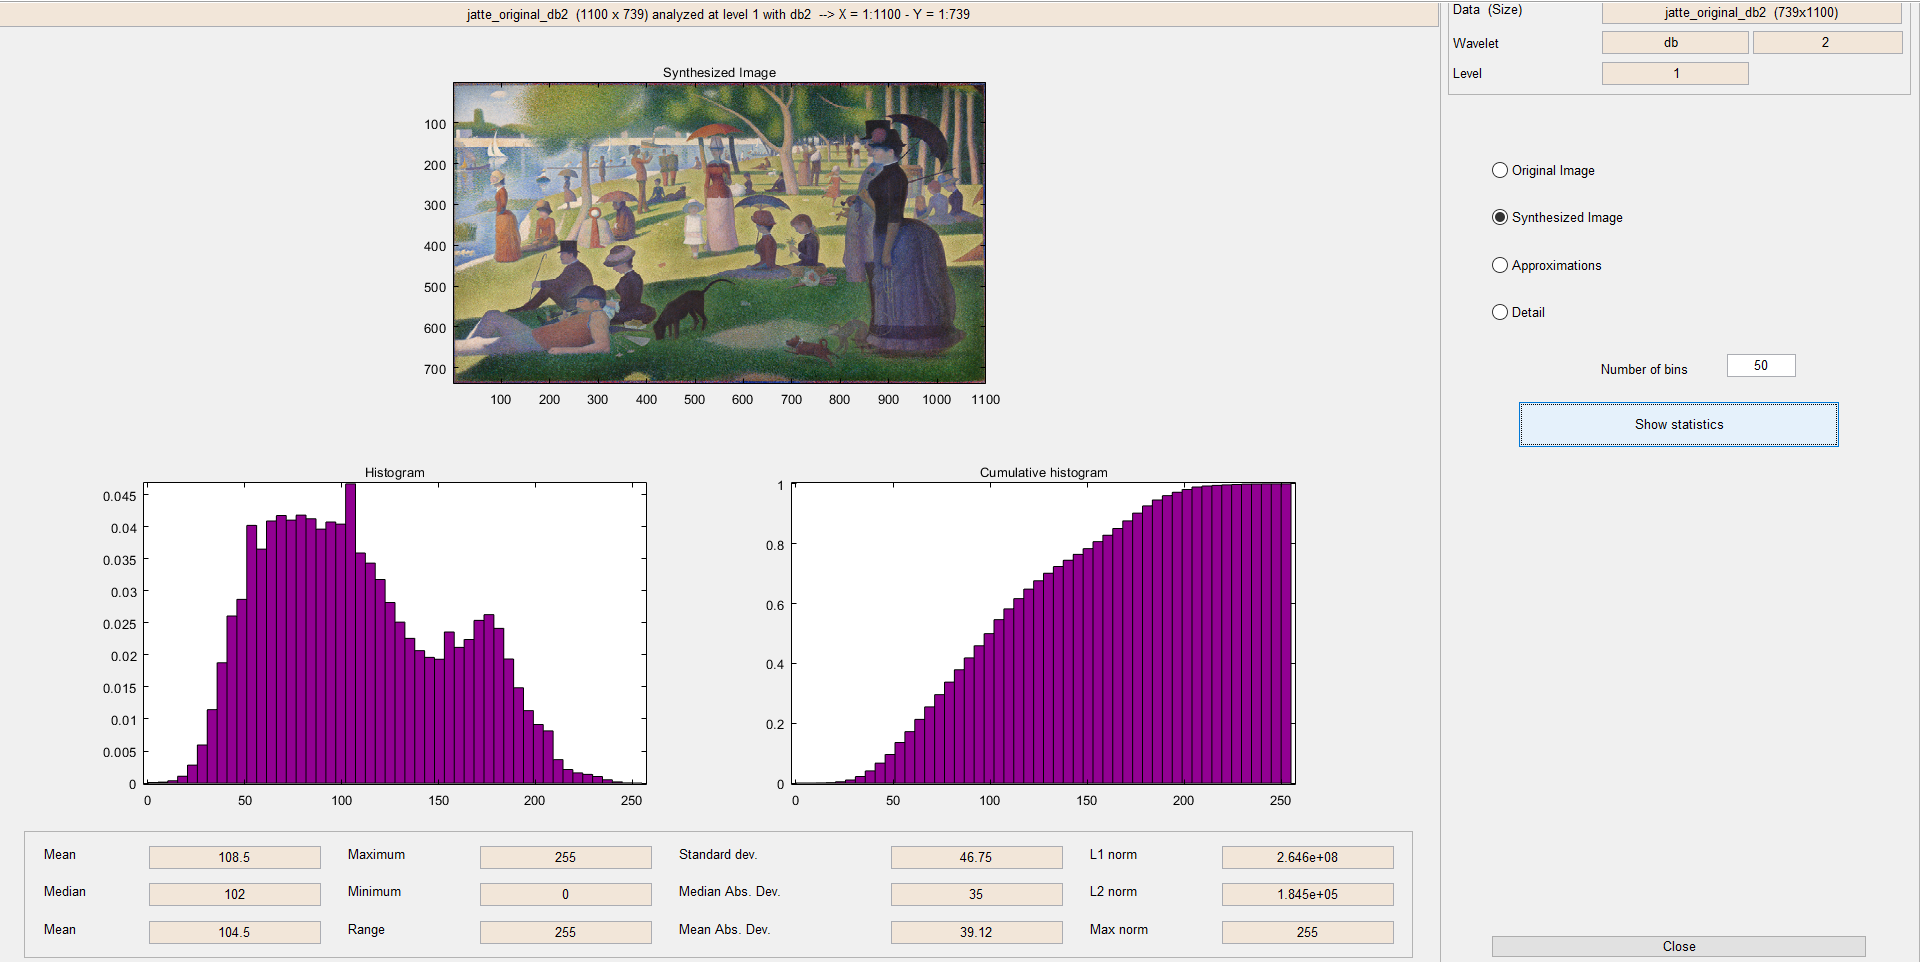 jatte_original_db2  (1100 x 739) analyzed at level 1 with db2  --> X = 1:1100 - Y = 1:739
Synthesized Image
100
200
300
400
500
600
700
100 200 300 400 500 600 700 800 900 1000 1100
Histogram
0.045
0.04
0.035
0.03
0.025
0.02
0.015
0.01
0.005
0
0 50 100 150 200 250
Cumulative histogram
1
0.8
0.6
0.4
0.2
0
0 50 100 150 200 250
Mean 108.5 Maximum 255 Standard dev. 46.75 L1 norm 2.646e+08
Median 102 Minimum 0 Median Abs. Dev. 35 L2 norm 1.845e+05
Mean 104.5 Range 255 Mean Abs. Dev. 39.12 Max norm 255
Data  (Size) jatte_original_db2  (739x1100)
Wavelet db 2
Level 1
Original Image
Synthesized Image
Approximations
Detail
Number of bins 50
Show statistics
Close